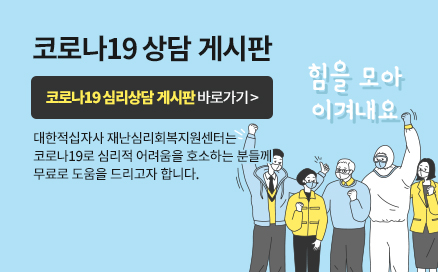 코로나19 상담 게시판
코로나19 심리상담 게시판 바로가기 >
힘을 모아
이겨내요
대한적십자사 재난심리회복지원센터는
코로나19로 심리적 어려움을 호소하는 분들께
무료로 도움을 드리고자 합니다.